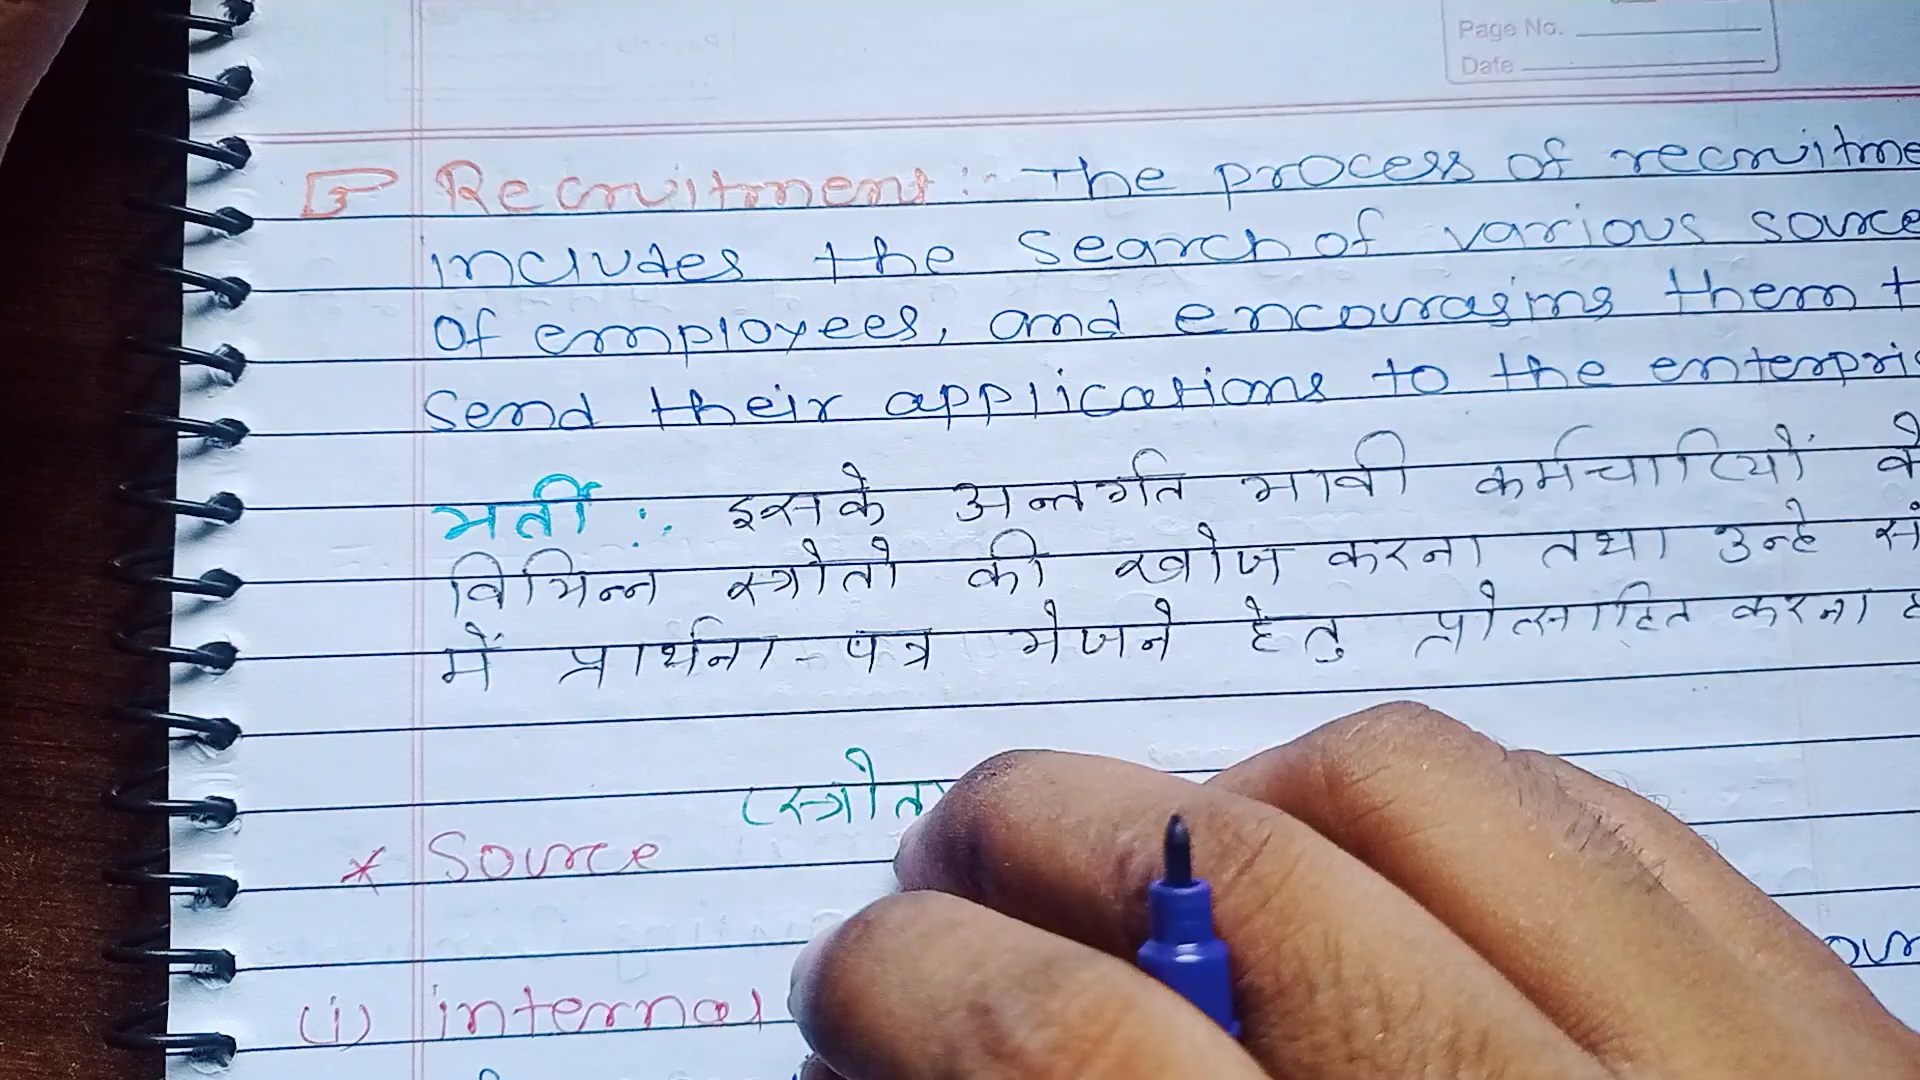 Page No.
Date
Recruitment :- The process of recruitme
includes the search of various source
of employees, and encouraging them t
send their applications to the enterpris
भर्ती :. इसके अन्तर्गत भावी कर्मचारियों के
विभिन्न स्त्रोतो की खोज करना तथा उन्हे सं
में प्रार्थना-पत्र भेजने हेतु प्रोत्साहित करना ह
(स्त्रोत)
* Source
(i) internal